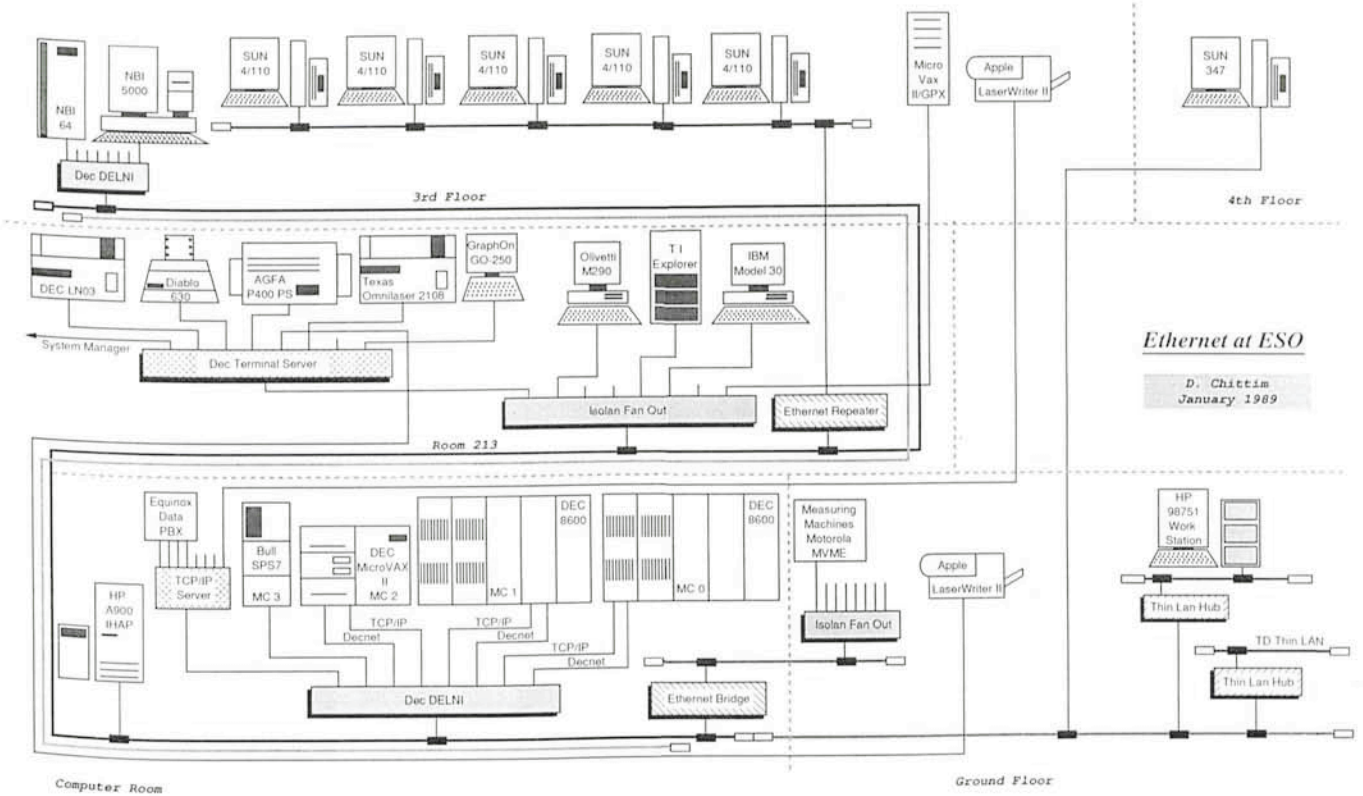 NBI
64
NBI
5000
SUN
4/110
SUN
4/110
SUN
4/110
SUN
4/110
SUN
4/110
Micro
Vax
II/GPX
Apple
LaserWriter II
SUN
347
Dec DELNI
3rd Floor
4th Floor
DEC LN03
Diablo
630
AGFA
P400 PS
Texas
Omnilaser 2108
GraphOn
GO-250
Olivetti
M290
T I
Explorer
IBM
Model 30
System Manager
Dec Terminal Server
Isolan Fan Out
Ethernet Repeater
Ethernet at ESO
D. Chittim
January 1989
Room 213
Equinox
Data
PBX
TCP/IP
Server
HP
A900
IHAP
Bull
SPS7
MC 3
DEC
MicroVAX
II
MC 2
MC 1
DEC
8600
MC 0
DEC
8600
TCP/IP
Decnet
TCP/IP
Decnet
TCP/IP
Decnet
Dec DELNI
Measuring
Machines
Motorola
MVME
Isolan Fan Out
Ethernet Bridge
Apple
LaserWriter II
HP
98751
Work
Station
Thin Lan Hub
TD Thin LAN
Thin Lan Hub
Computer Room
Ground Floor